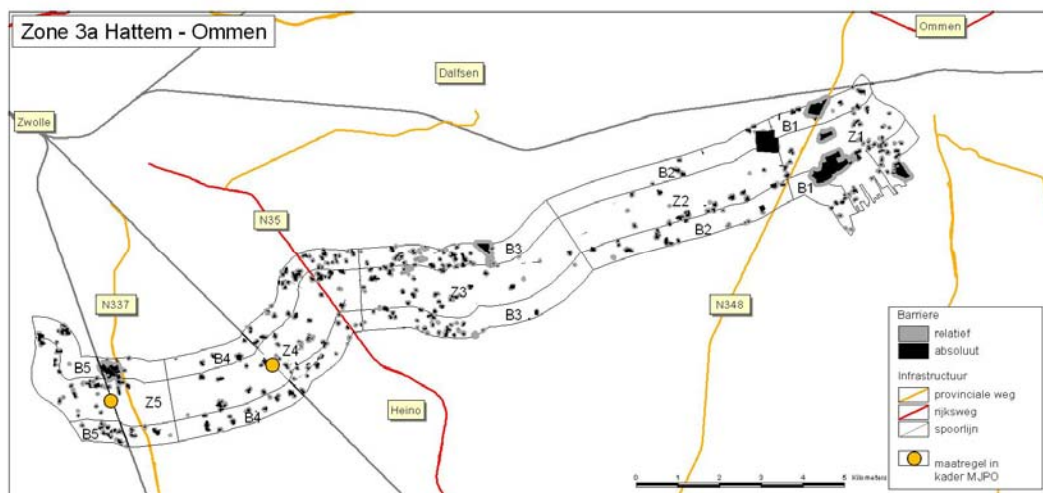 Zone 3a Hattem - Ommen
Ommen
Dalfsen
Zwolle
B1
Z1
B2
B1
N35
Z2
B2
B3
Z3
N337
B3
N348
Barriere
relatief
absoluut
B4
Z4
B5
Z5
Infrastructuur
provinciale weg
rijksweg
spoorlijn
Heino
B4
B5
maatregel in
kader MJPO
0 1 2 3 4 5 Kilometers